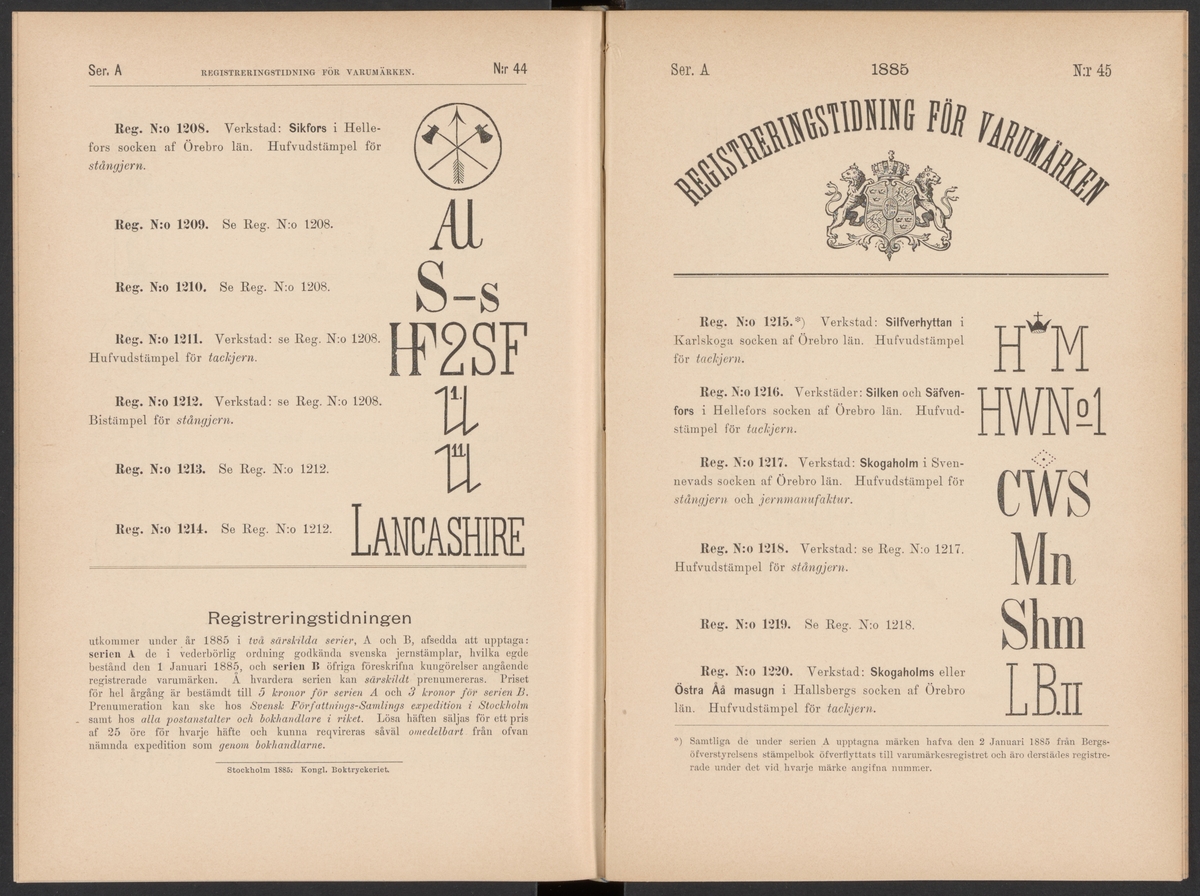 Ser. A REGISTRERINGSTIDNING FÖR VARUMÄRKEN. N:r 44
Reg. N:o 1208. Verkstad: Sikfors i Helle-
fors socken af Örebro län. Hufvudstämpel för
stångjern.
Reg. N:o 1209. Se Reg. N:o 1208.
Reg. N:o 1210. Se Reg. N:o 1208.
S–s
Reg. N:o 1211. Verkstad: se Reg. N:o 1208.
Hufvudstämpel för tackjern.
HF2SF
Reg. N:o 1212. Verkstad: se Reg. N:o 1208.
Bistämpel för stångjern.
Reg. N:o 1213. Se Reg. N:o 1212.
Reg. N:o 1214. Se Reg. N:o 1212.
LANCASHIRE
Registreringstidningen
utkommer under år 1885 i två särskilda serier, A och B, afsedda att upptaga:
serien A de i vederbörlig ordning godkända svenska jernstämplar, hvilka egde
bestånd den 1 Januari 1885, och serien B öfriga föreskrifna kungörelser angående
registrerade varumärken. Å hvardera serien kan särskildt prenumereras. Priset
för hel årgång är bestämdt till 5 kronor för serien A och 3 kronor för serien B.
Prenumeration kan ske hos Svensk Författnings-Samlings expedition i Stockholm
samt hos alla postanstalter och bokhandlare i riket. Lösa häften säljas för ett pris
af 25 öre för hvarje häfte och kunna reqvireras såväl omedelbart från ofvan
nämnda expedition som genom bokhandlarne.
Stockholm 1885; Kongl. Boktryckeriet.
Ser. A 1885 N:r 45
REGISTRERINGSTIDNING FÖR VARUMÄRKEN
Reg. N:o 1215.*) Verkstad: Silfverhyttan i
Karlskoga socken af Örebro län. Hufvudstämpel
för tackjern.
H M
Reg. N:o 1216. Verkstäder: Silken och Säfven-
fors i Hellefors socken af Örebro län. Hufvud-
stämpel för tackjern.
HWNo1
Reg. N:o 1217. Verkstad: Skogaholm i Sven-
nevads socken af Örebro län. Hufvudstämpel för
stångjern och jernmanufaktur.
CWS
Reg. N:o 1218. Verkstad: se Reg. N:o 1217.
Hufvudstämpel för stångjern.
Mn
Reg. N:o 1219. Se Reg. N:o 1218.
Shm
Reg. N:o 1220. Verkstad: Skogaholms eller
Östra Åå masugn i Hallsbergs socken af Örebro
län. Hufvudstämpel för tackjern.
LB.II
*) Samtliga de under serien A upptagna märken hafva den 2 Januari 1885 från Bergs-
öfverstyrelsens stämpelbok öfverflyttats till varumärkesregistret och äro derstädes registre-
rade under det vid hvarje märke angifna nummer.